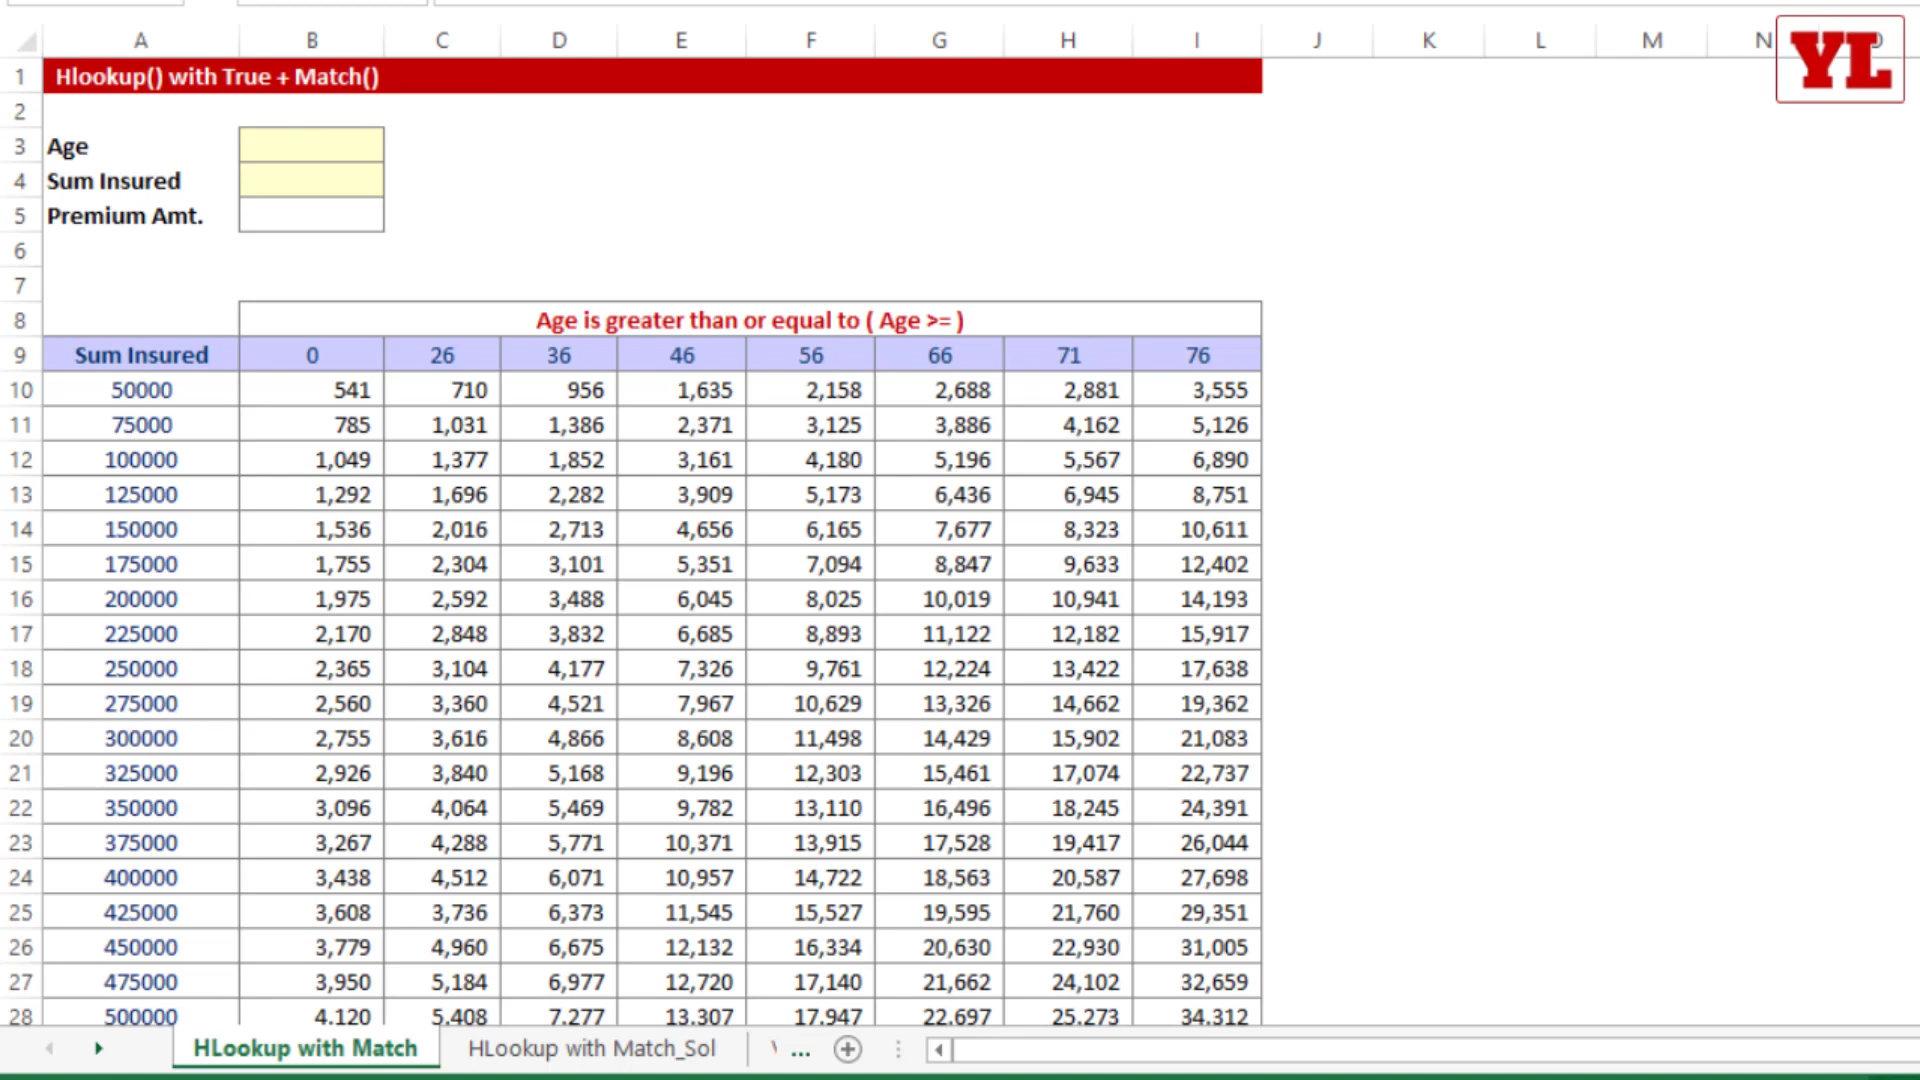 A B C D E F G H I J K L M N YL
1 Hlookup() with True + Match()
2
3 Age
4 Sum Insured
5 Premium Amt.
6
7
8 Age is greater than or equal to ( Age >= )
9 Sum Insured 0 26 36 46 56 66 71 76
10 50000 541 710 956 1,635 2,158 2,688 2,881 3,555
11 75000 785 1,031 1,386 2,371 3,125 3,886 4,162 5,126
12 100000 1,049 1,377 1,852 3,161 4,180 5,196 5,567 6,890
13 125000 1,292 1,696 2,282 3,909 5,173 6,436 6,945 8,751
14 150000 1,536 2,016 2,713 4,656 6,165 7,677 8,323 10,611
15 175000 1,755 2,304 3,101 5,351 7,094 8,847 9,633 12,402
16 200000 1,975 2,592 3,488 6,045 8,025 10,019 10,941 14,193
17 225000 2,170 2,848 3,832 6,685 8,893 11,122 12,182 15,917
18 250000 2,365 3,104 4,177 7,326 9,761 12,224 13,422 17,638
19 275000 2,560 3,360 4,521 7,967 10,629 13,326 14,662 19,362
20 300000 2,755 3,616 4,866 8,608 11,498 14,429 15,902 21,083
21 325000 2,926 3,840 5,168 9,196 12,303 15,461 17,074 22,737
22 350000 3,096 4,064 5,469 9,782 13,110 16,496 18,245 24,391
23 375000 3,267 4,288 5,771 10,371 13,915 17,528 19,417 26,044
24 400000 3,438 4,512 6,071 10,957 14,722 18,563 20,587 27,698
25 425000 3,608 3,736 6,373 11,545 15,527 19,595 21,760 29,351
26 450000 3,779 4,960 6,675 12,132 16,334 20,630 22,930 31,005
27 475000 3,950 5,184 6,977 12,720 17,140 21,662 24,102 32,659
28 500000 4,120 5,408 7,277 13,307 17,947 22,697 25,273 34,312
HLookup with Match HLookup with Match_Sol ...